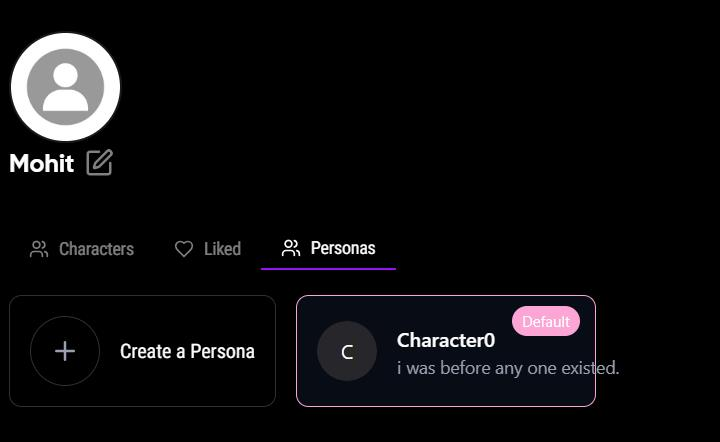 Mohit
Characters
Liked
Personas
Create a Persona
Default
C
Character0
i was before any one existed.